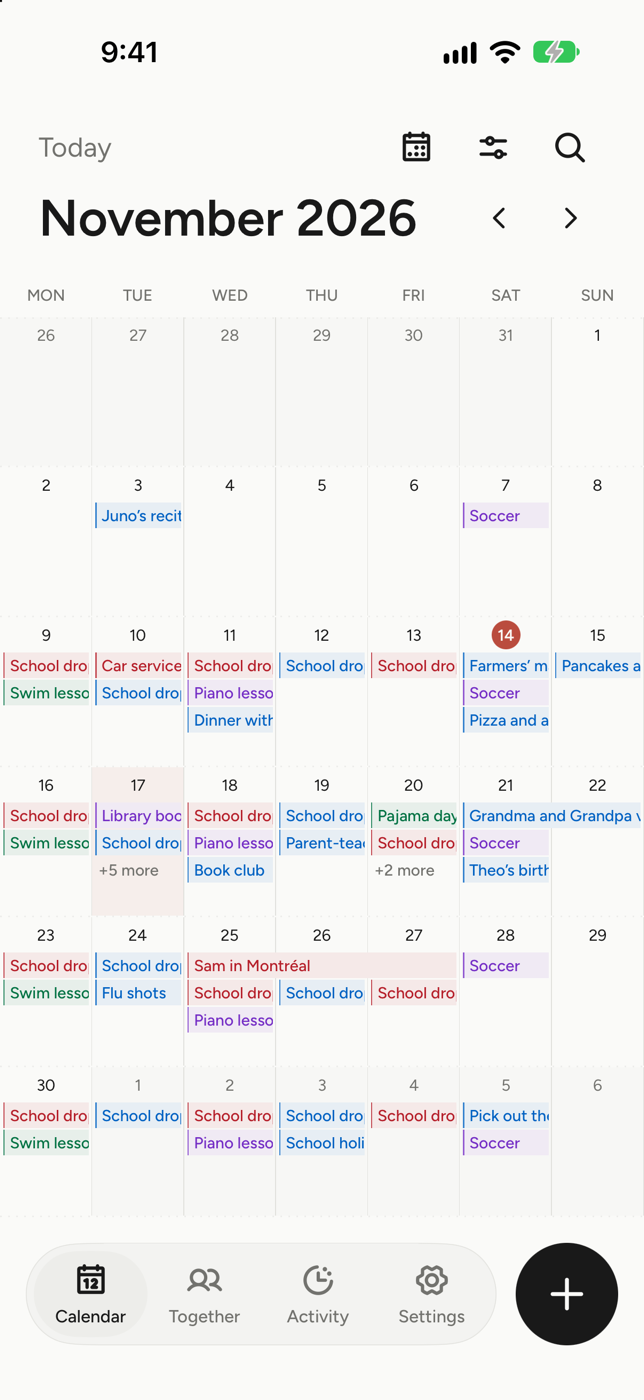 9:41
Today
November 2026
MON TUE WED THU FRI SAT SUN
26 27 28 29 30 31 1
2 3 4 5 6 7 8
Juno’s recit Soccer
9 10 11 12 13 14 15
School dro Car service School dro School dro School dro Farmers’ m Pancakes a
Swim lesso School dro Piano lesso Soccer
Dinner with Pizza and a
16 17 18 19 20 21 22
School dro Library boo School dro School dro Pajama day Grandma and Grandpa v
Swim lesso School dro Piano lesso Parent-tea School dro Soccer
+5 more Book club +2 more Theo’s birth
23 24 25 26 27 28 29
School dro School dro Sam in Montréal Soccer
Swim lesso Flu shots School dro School dro School dro
Piano lesso
30 1 2 3 4 5 6
School dro School dro School dro School dro School dro Pick out the
Swim lesso Piano lesso School holi Soccer
12
Calendar Together Activity Settings